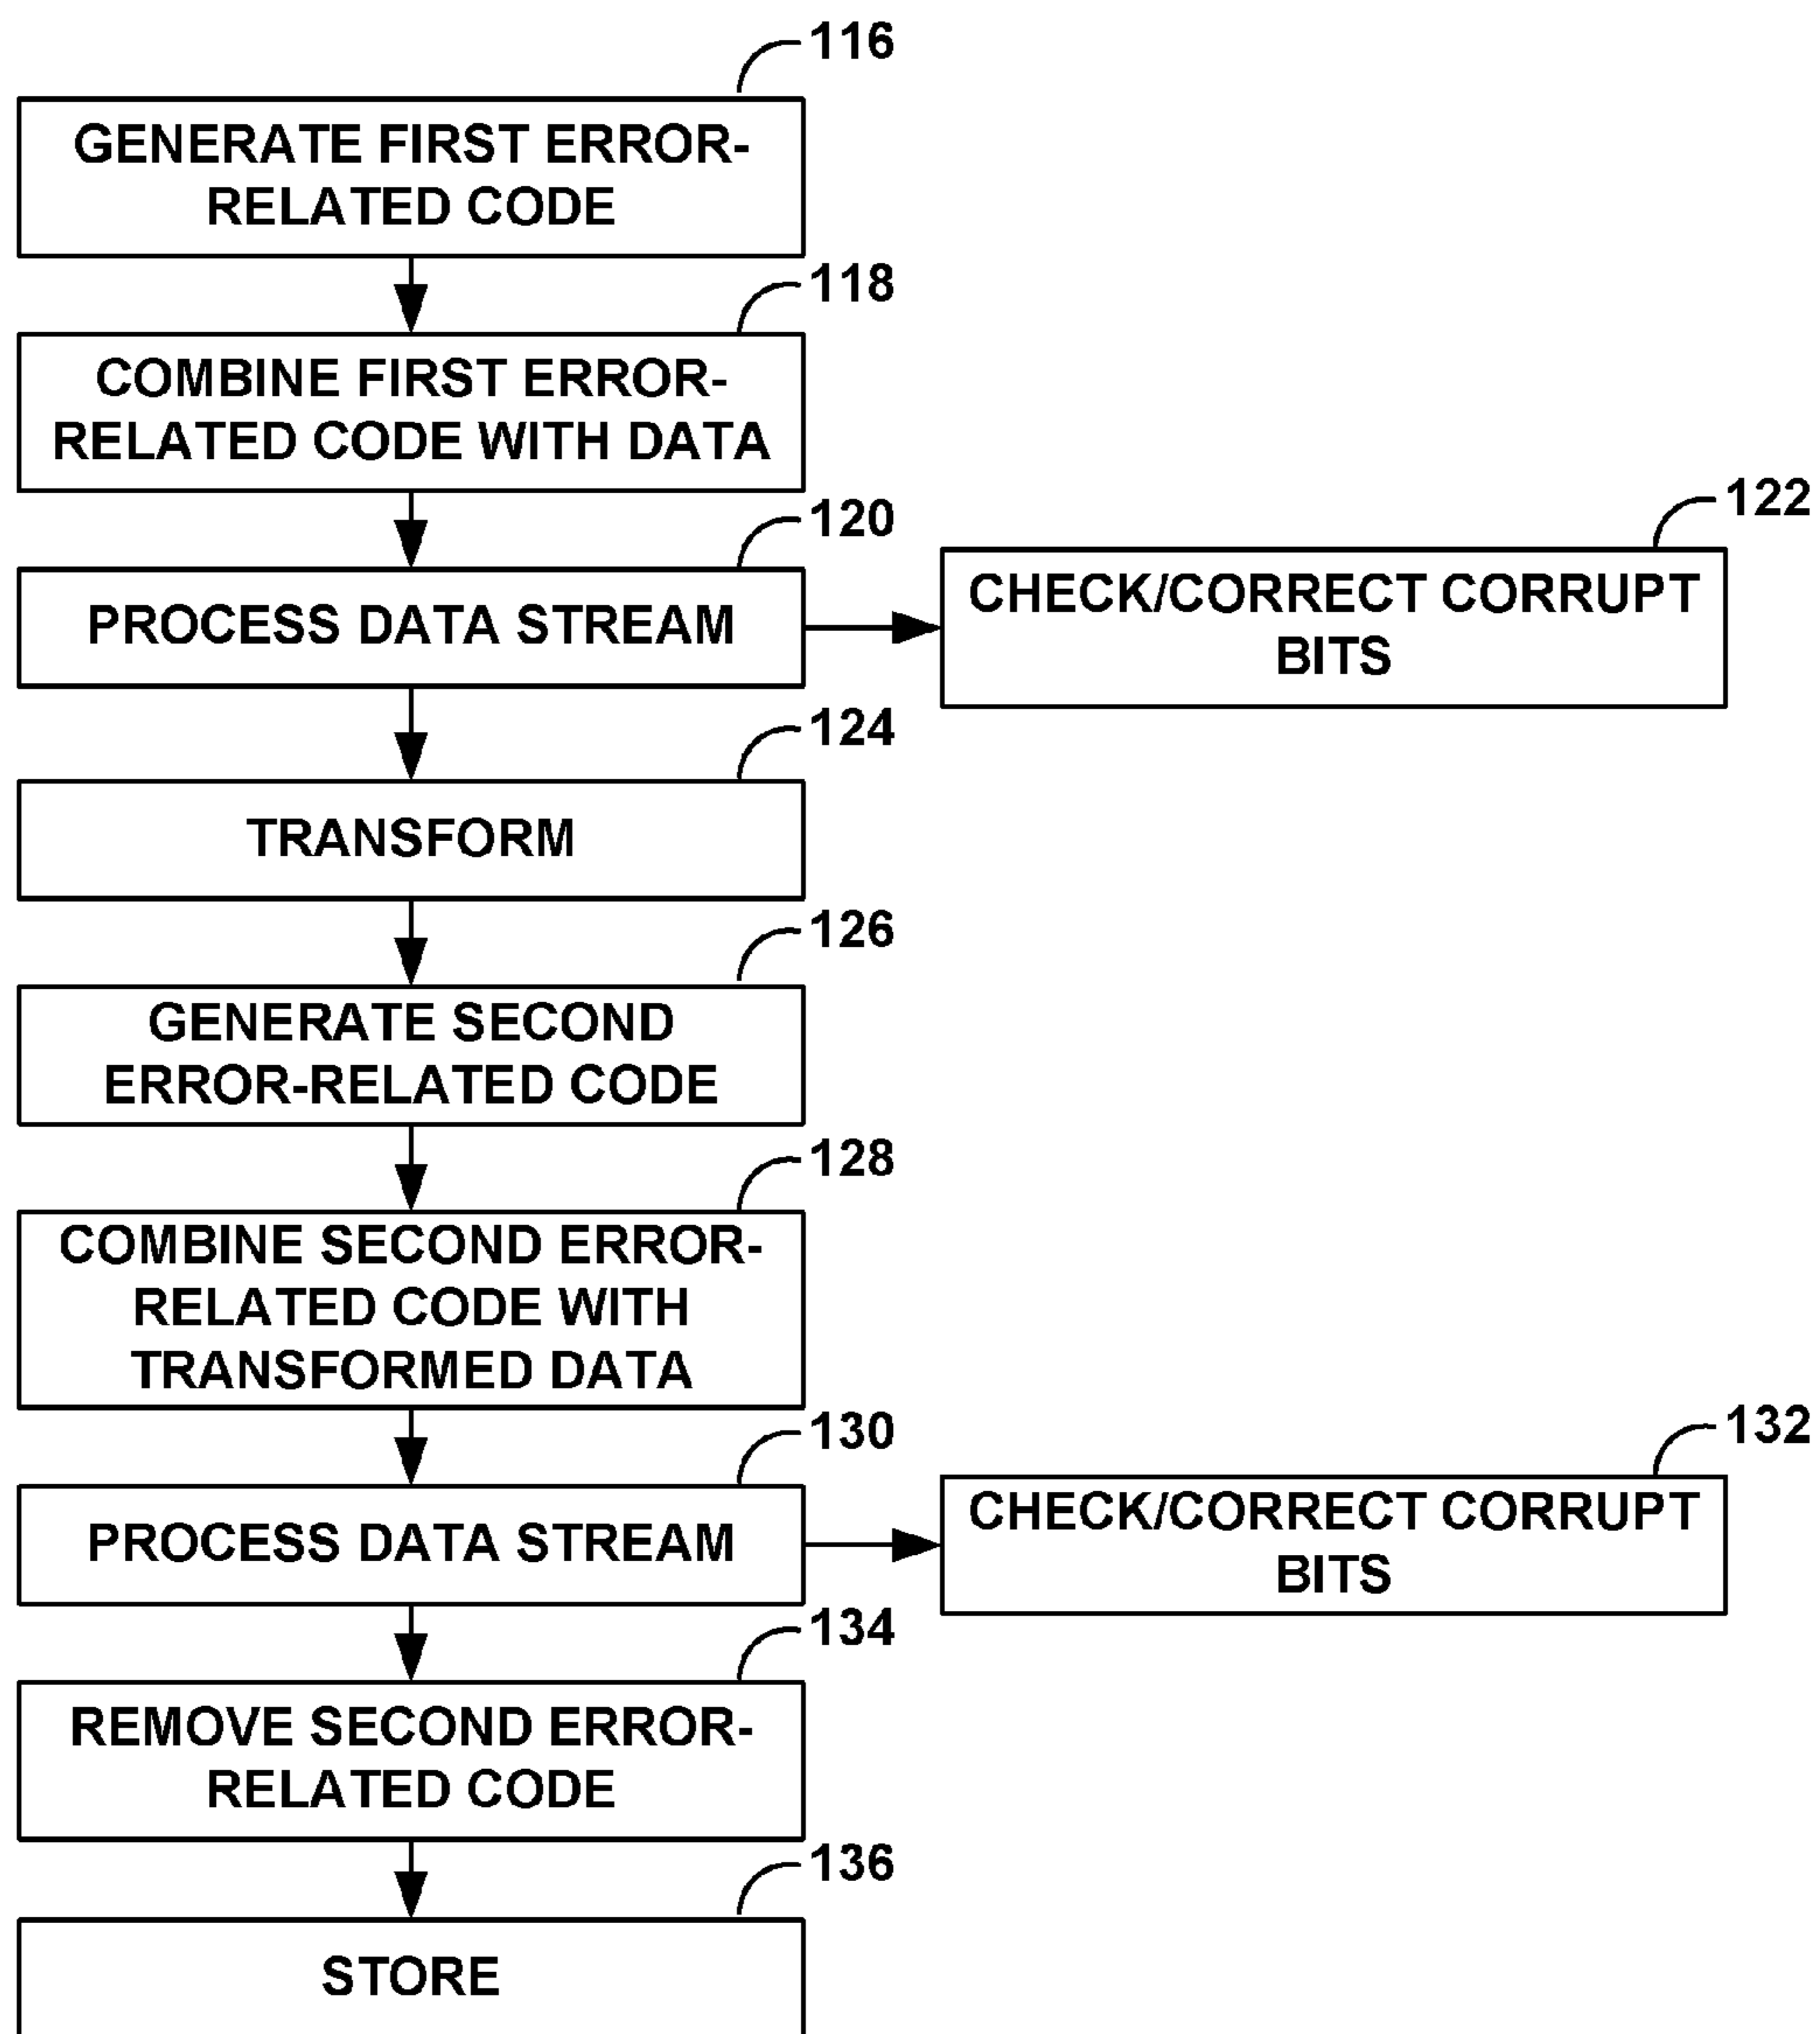 116
GENERATE FIRST ERROR-
RELATED CODE
118
COMBINE FIRST ERROR-
RELATED CODE WITH DATA
120
PROCESS DATA STREAM
122
CHECK/CORRECT CORRUPT
BITS
124
TRANSFORM
126
GENERATE SECOND
ERROR-RELATED CODE
128
COMBINE SECOND ERROR-
RELATED CODE WITH
TRANSFORMED DATA
130
PROCESS DATA STREAM
132
CHECK/CORRECT CORRUPT
BITS
134
REMOVE SECOND ERROR-
RELATED CODE
136
STORE